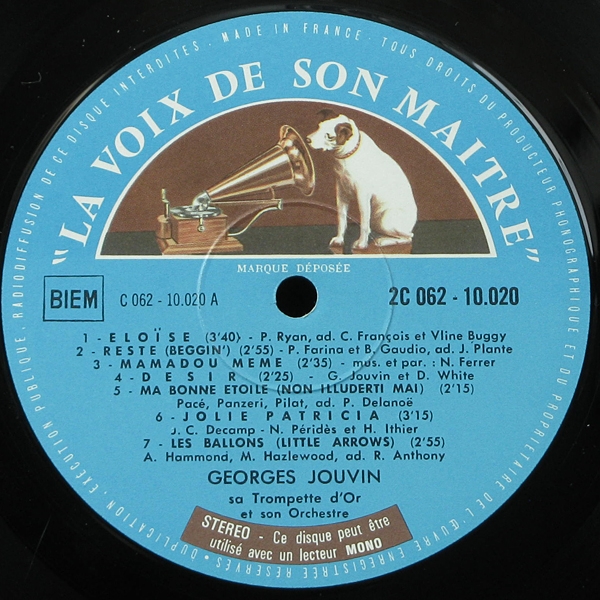 MADE IN FRANCE · TOUS DROITS DU PRODUCTEUR PHONOGRAPHIQUE ET DU PROPRIETAIRE DE L'ŒUVRE ENREGISTREE RESERVES · DUPLICATION, EXECUTION PUBLIQUE, RADIODIFFUSION DE CE DISQUE INTERDITES.
"LA VOIX DE SON MAITRE"
MARQUE DÉPOSÉE
BIEM
C 062 - 10.020 A
2C 062 - 10.020
1 - ELOÏSE (3'40) - P. Ryan, ad. C. François et Vline Buggy
2 - RESTE (BEGGIN') (2'55) - P. Farina et B. Gaudio, ad. J. Plante
3 - MAMADOU MEME (2'35) - mus. et par. : N. Ferrer
4 - DESIR (2'25) - G. Jouvin et D. White
5 - MA BONNE ETOILE (NON ILLUDERTI MAI) (2'15)
Pacé, Panzeri, Pilat, ad. P. Delanoë
6 - JOLIE PATRICIA (3'15)
J. C. Decamp - N. Péridès et H. Ithier
7 - LES BALLONS (LITTLE ARROWS) (2'55)
A. Hammond, M. Hazlewood, ad. R. Anthony
GEORGES JOUVIN
sa Trompette d'Or
et son Orchestre
STEREO - Ce disque peut être
utilisé avec un lecteur MONO